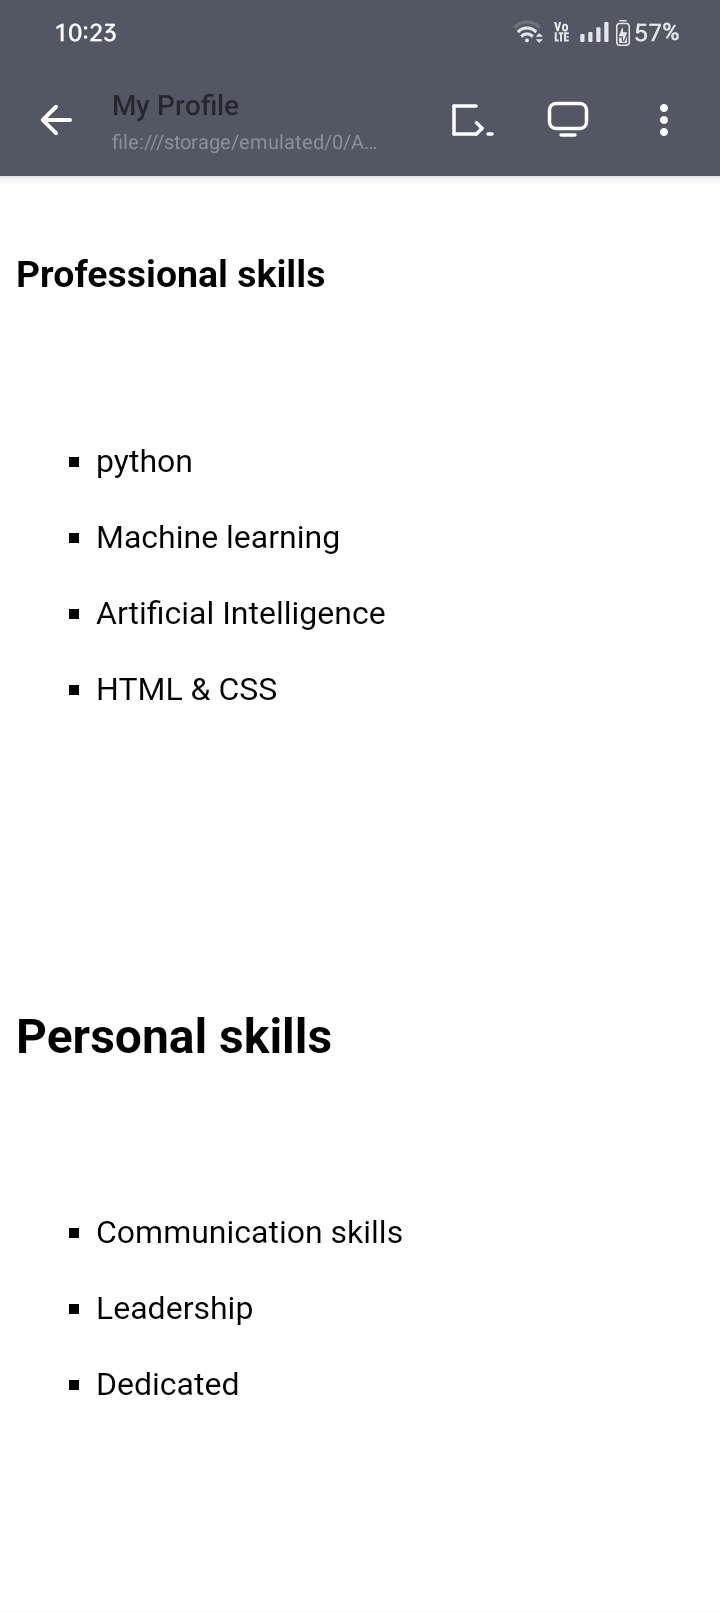 10:23
Vo LTE 57%
My Profile
file:///storage/emulated/0/A...
Professional skills
python
Machine learning
Artificial Intelligence
HTML & CSS
Personal skills
Communication skills
Leadership
Dedicated